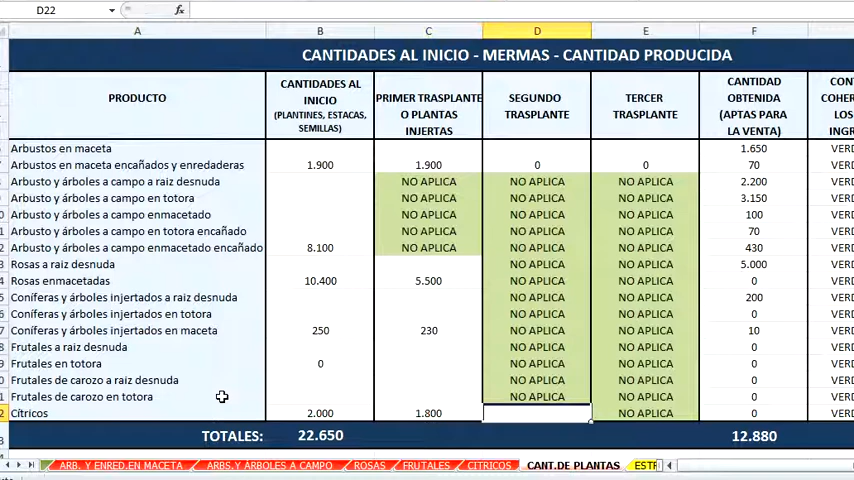 D22 fx
A B C D E F
CANTIDADES AL INICIO - MERMAS - CANTIDAD PRODUCIDA
PRODUCTO
CANTIDADES AL INICIO (PLANTINES, ESTACAS, SEMILLAS)
PRIMER TRASPLANTE O PLANTAS INJERTAS
SEGUNDO TRASPLANTE
TERCER TRASPLANTE
CANTIDAD OBTENIDA (APTAS PARA LA VENTA)
Arbustos en maceta 1.650
Arbustos en maceta encañados y enredaderas 1.900 1.900 0 0 70
Arbusto y árboles a campo a raiz desnuda NO APLICA NO APLICA NO APLICA 2.200
Arbusto y árboles a campo en totora NO APLICA NO APLICA NO APLICA 3.150
Arbusto y árboles a campo enmacetado NO APLICA NO APLICA NO APLICA 100
Arbusto y árboles a campo en totora encañado NO APLICA NO APLICA NO APLICA 70
Arbusto y árboles a campo enmacetado encañado 8.100 NO APLICA NO APLICA NO APLICA 430
Rosas a raiz desnuda NO APLICA NO APLICA 5.000
Rosas enmacetadas 10.400 5.500 NO APLICA NO APLICA 0
Coníferas y árboles injertados a raiz desnuda NO APLICA NO APLICA 200
Coníferas y árboles injertados en totora NO APLICA NO APLICA 0
Coníferas y árboles injertados en maceta 250 230 NO APLICA NO APLICA 10
Frutales a raiz desnuda NO APLICA NO APLICA 0
Frutales en totora 0 NO APLICA NO APLICA 0
Frutales de carozo a raiz desnuda NO APLICA NO APLICA 0
Frutales de carozo en totora NO APLICA NO APLICA 0
Cítricos 2.000 1.800 NO APLICA 0
TOTALES: 22.650 12.880
ARB. Y ENRED.EN MACETA ARBS.Y ÁRBOLES A CAMPO ROSAS FRUTALES CITRICOS CANT.DE PLANTAS